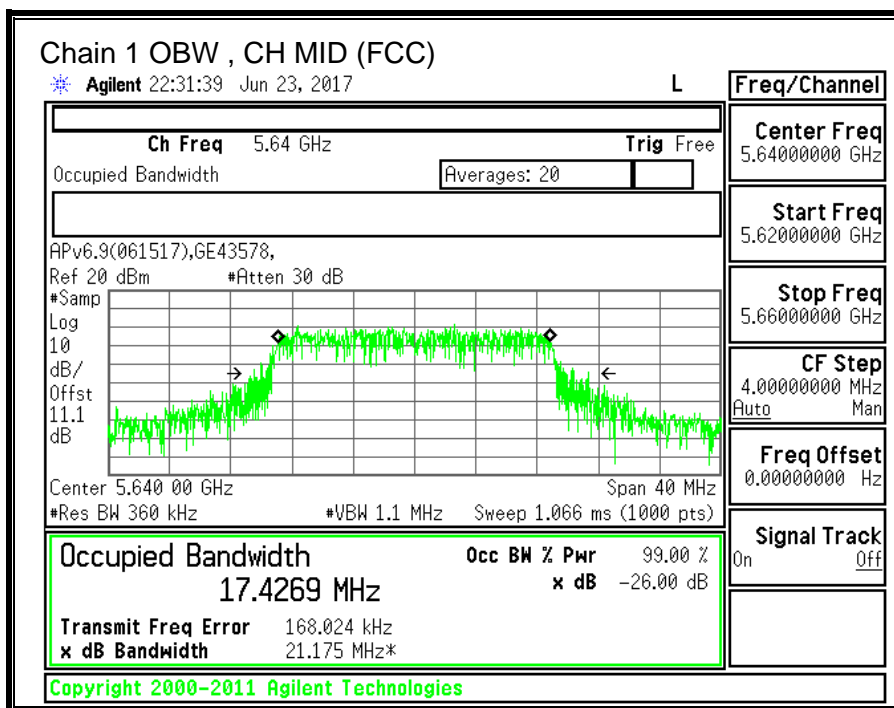 Chain 1 OBW , CH MID (FCC)
Agilent 22:31:39 Jun 23, 2017 L
Freq/Channel
Ch Freq 5.64 GHz Trig Free
Occupied Bandwidth Averages: 20
APv6.9(061517),GE43578,
Ref 20 dBm #Atten 30 dB
#Samp
Log
10
dB/
Offst
11.1
dB
Center 5.640 00 GHz Span 40 MHz
#Res BW 360 kHz #VBW 1.1 MHz Sweep 1.066 ms (1000 pts)
Occupied Bandwidth Occ BW % Pwr 99.00 %
17.4269 MHz x dB -26.00 dB
Transmit Freq Error 168.024 kHz
x dB Bandwidth 21.175 MHz*
Center Freq
5.64000000 GHz
Start Freq
5.62000000 GHz
Stop Freq
5.66000000 GHz
CF Step
4.00000000 MHz
Auto Man
Freq Offset
0.00000000 Hz
Signal Track
On Off
Copyright 2000-2011 Agilent Technologies